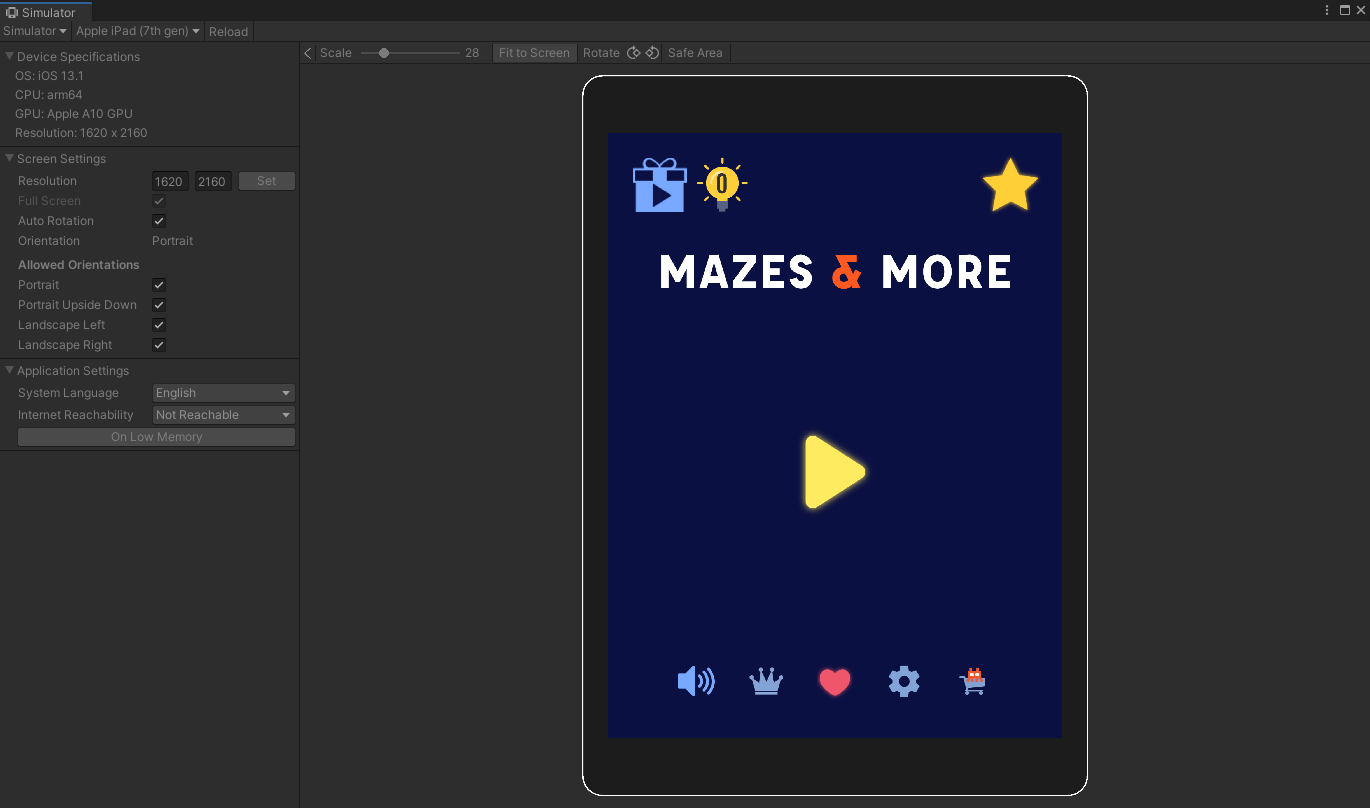 Simulator
Simulator Apple iPad (7th gen) Reload
Scale 28 Fit to Screen Rotate Safe Area
Device Specifications
OS: iOS 13.1
CPU: arm64
GPU: Apple A10 GPU
Resolution: 1620 x 2160
Screen Settings
Resolution 1620 2160 Set
Full Screen
Auto Rotation
Orientation Portrait
Allowed Orientations
Portrait
Portrait Upside Down
Landscape Left
Landscape Right
Application Settings
System Language English
Internet Reachability Not Reachable
On Low Memory
0
MAZES & MORE